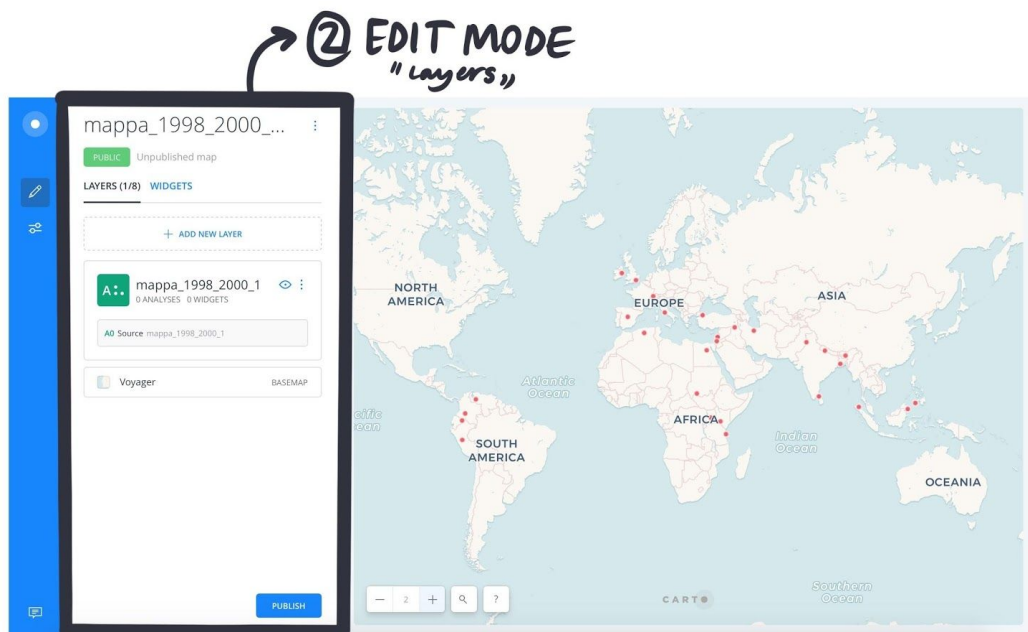 ② EDIT MODE
"Layers„
mappa_1998_2000_...
PUBLIC Unpublished map
LAYERS (1/8) WIDGETS
+ ADD NEW LAYER
A mappa_1998_2000_1
0 ANALYSES 0 WIDGETS
A0 Source mappa_1998_2000_1
Voyager BASEMAP
PUBLISH
NORTH
AMERICA
EUROPE
ASIA
Atlantic
Ocean
cific
ean
AFRICA
SOUTH
AMERICA
Indian
Ocean
OCEANIA
Southern
Ocean
− 2 + ?
CARTO